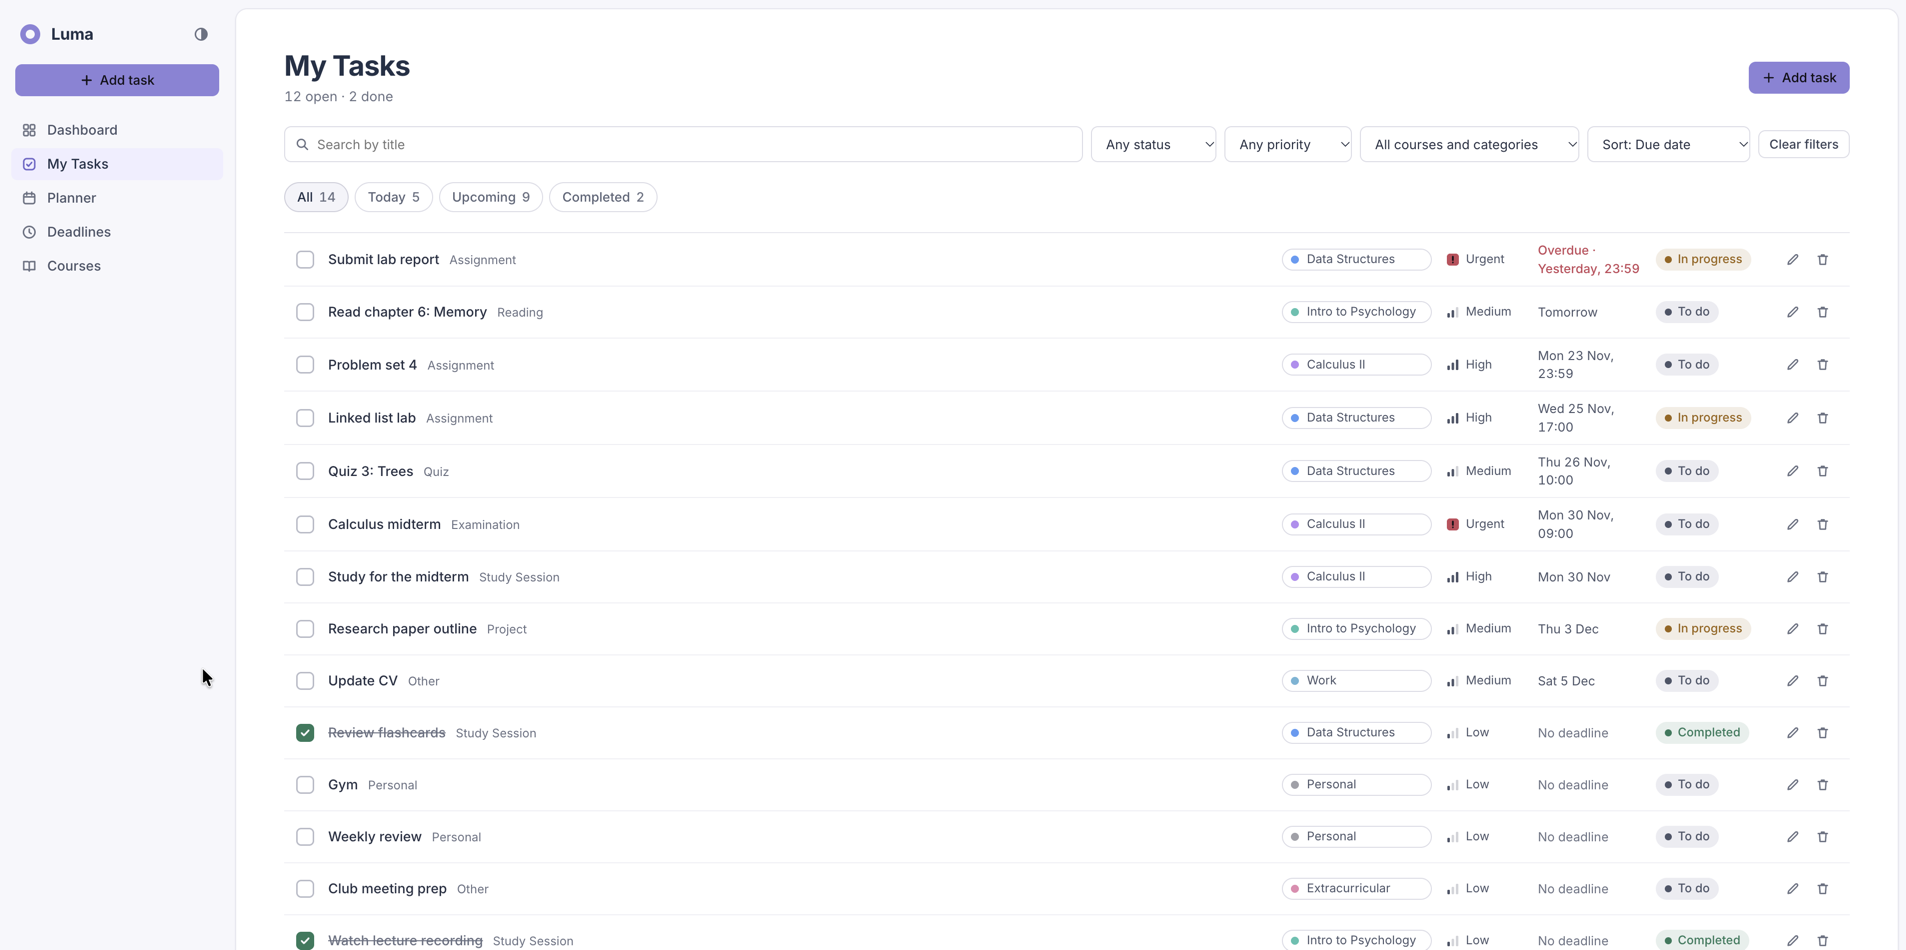 Luma
+ Add task
Dashboard
My Tasks
Planner
Deadlines
Courses
My Tasks
12 open · 2 done
+ Add task
Search by title
Any status
Any priority
All courses and categories
Sort: Due date
Clear filters
All 14
Today 5
Upcoming 9
Completed 2
Submit lab report Assignment Data Structures Urgent Overdue · Yesterday, 23:59 In progress
Read chapter 6: Memory Reading Intro to Psychology Medium Tomorrow To do
Problem set 4 Assignment Calculus II High Mon 23 Nov, 23:59 To do
Linked list lab Assignment Data Structures High Wed 25 Nov, 17:00 In progress
Quiz 3: Trees Quiz Data Structures Medium Thu 26 Nov, 10:00 To do
Calculus midterm Examination Calculus II Urgent Mon 30 Nov, 09:00 To do
Study for the midterm Study Session Calculus II High Mon 30 Nov To do
Research paper outline Project Intro to Psychology Medium Thu 3 Dec In progress
Update CV Other Work Medium Sat 5 Dec To do
Review flashcards Study Session Data Structures Low No deadline Completed
Gym Personal Personal Low No deadline To do
Weekly review Personal Personal Low No deadline To do
Club meeting prep Other Extracurricular Low No deadline To do
Watch lecture recording Study Session Intro to Psychology Low No deadline Completed